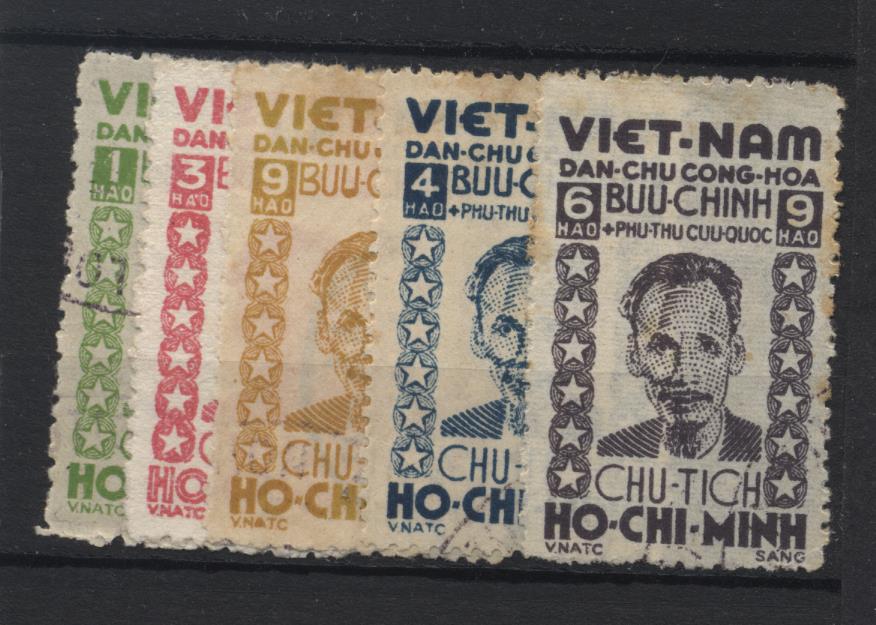 VI
DAN
1
HAO
HO
V.NATC
VI
DAN
3 B
HAO
HO
V.NATC
VIET
DAN-CHU
9 BUU-C
HAO
CHU
HO-CH
V.NATC
VIET-
DAN-CHU
4 BUU-C
HAO +PHU-THU
CHU-
HO-CHI
V.NATC
VIET-NAM
DAN-CHU CONG-HOA
6 BUU-CHINH 9
HAO +PHU-THU CUU-QUOC HAO
CHU-TICH
HO-CHI-MINH
V.NATC SANG